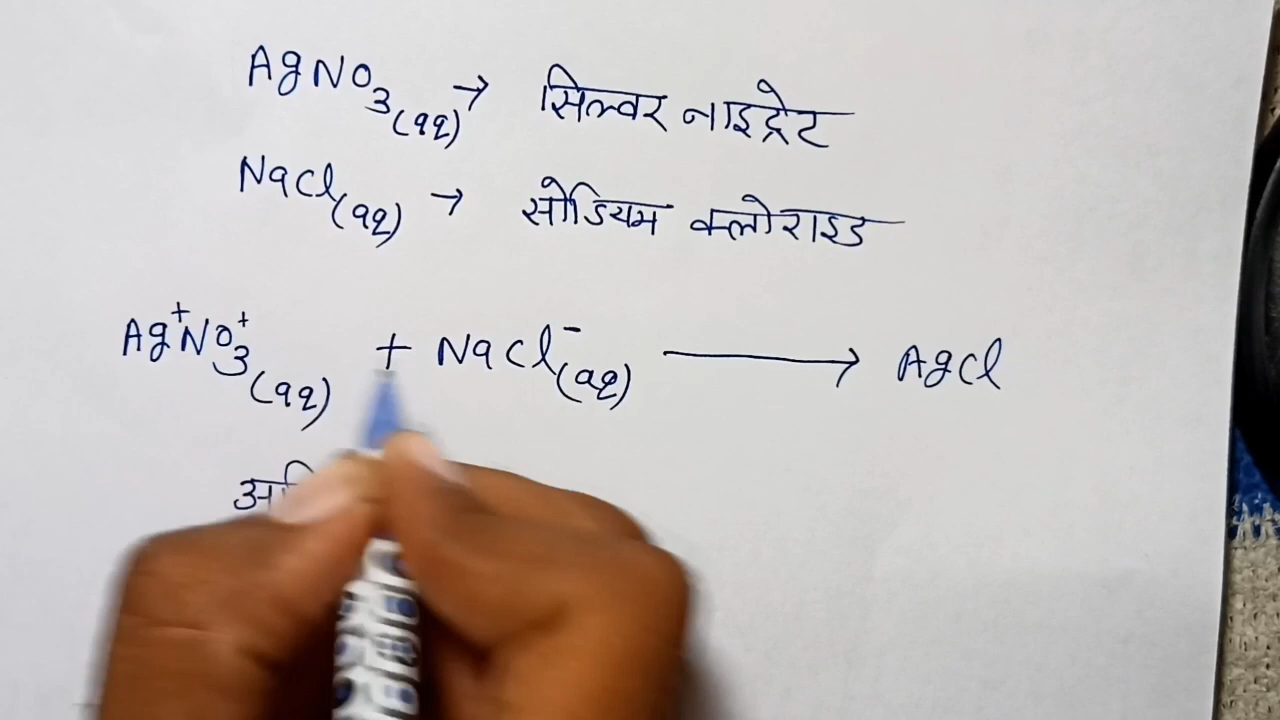 AgNO₃(aq) → सिल्वर नाइट्रेट
NaCl(aq) → सोडियम क्लोराइड
Ag⁺NO₃⁺(aq) + NaCl⁻(aq) ⟶ AgCl